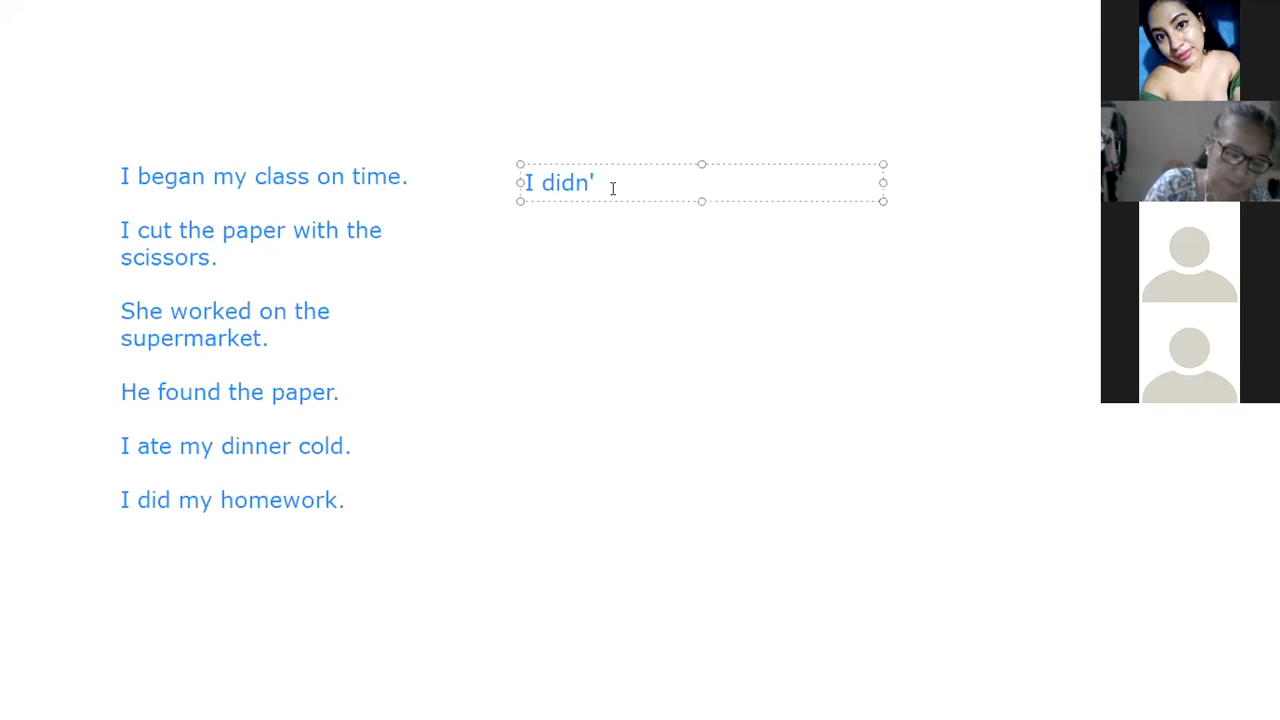 I began my class on time.
I cut the paper with the
scissors.
She worked on the
supermarket.
He found the paper.
I ate my dinner cold.
I did my homework.
I didn'